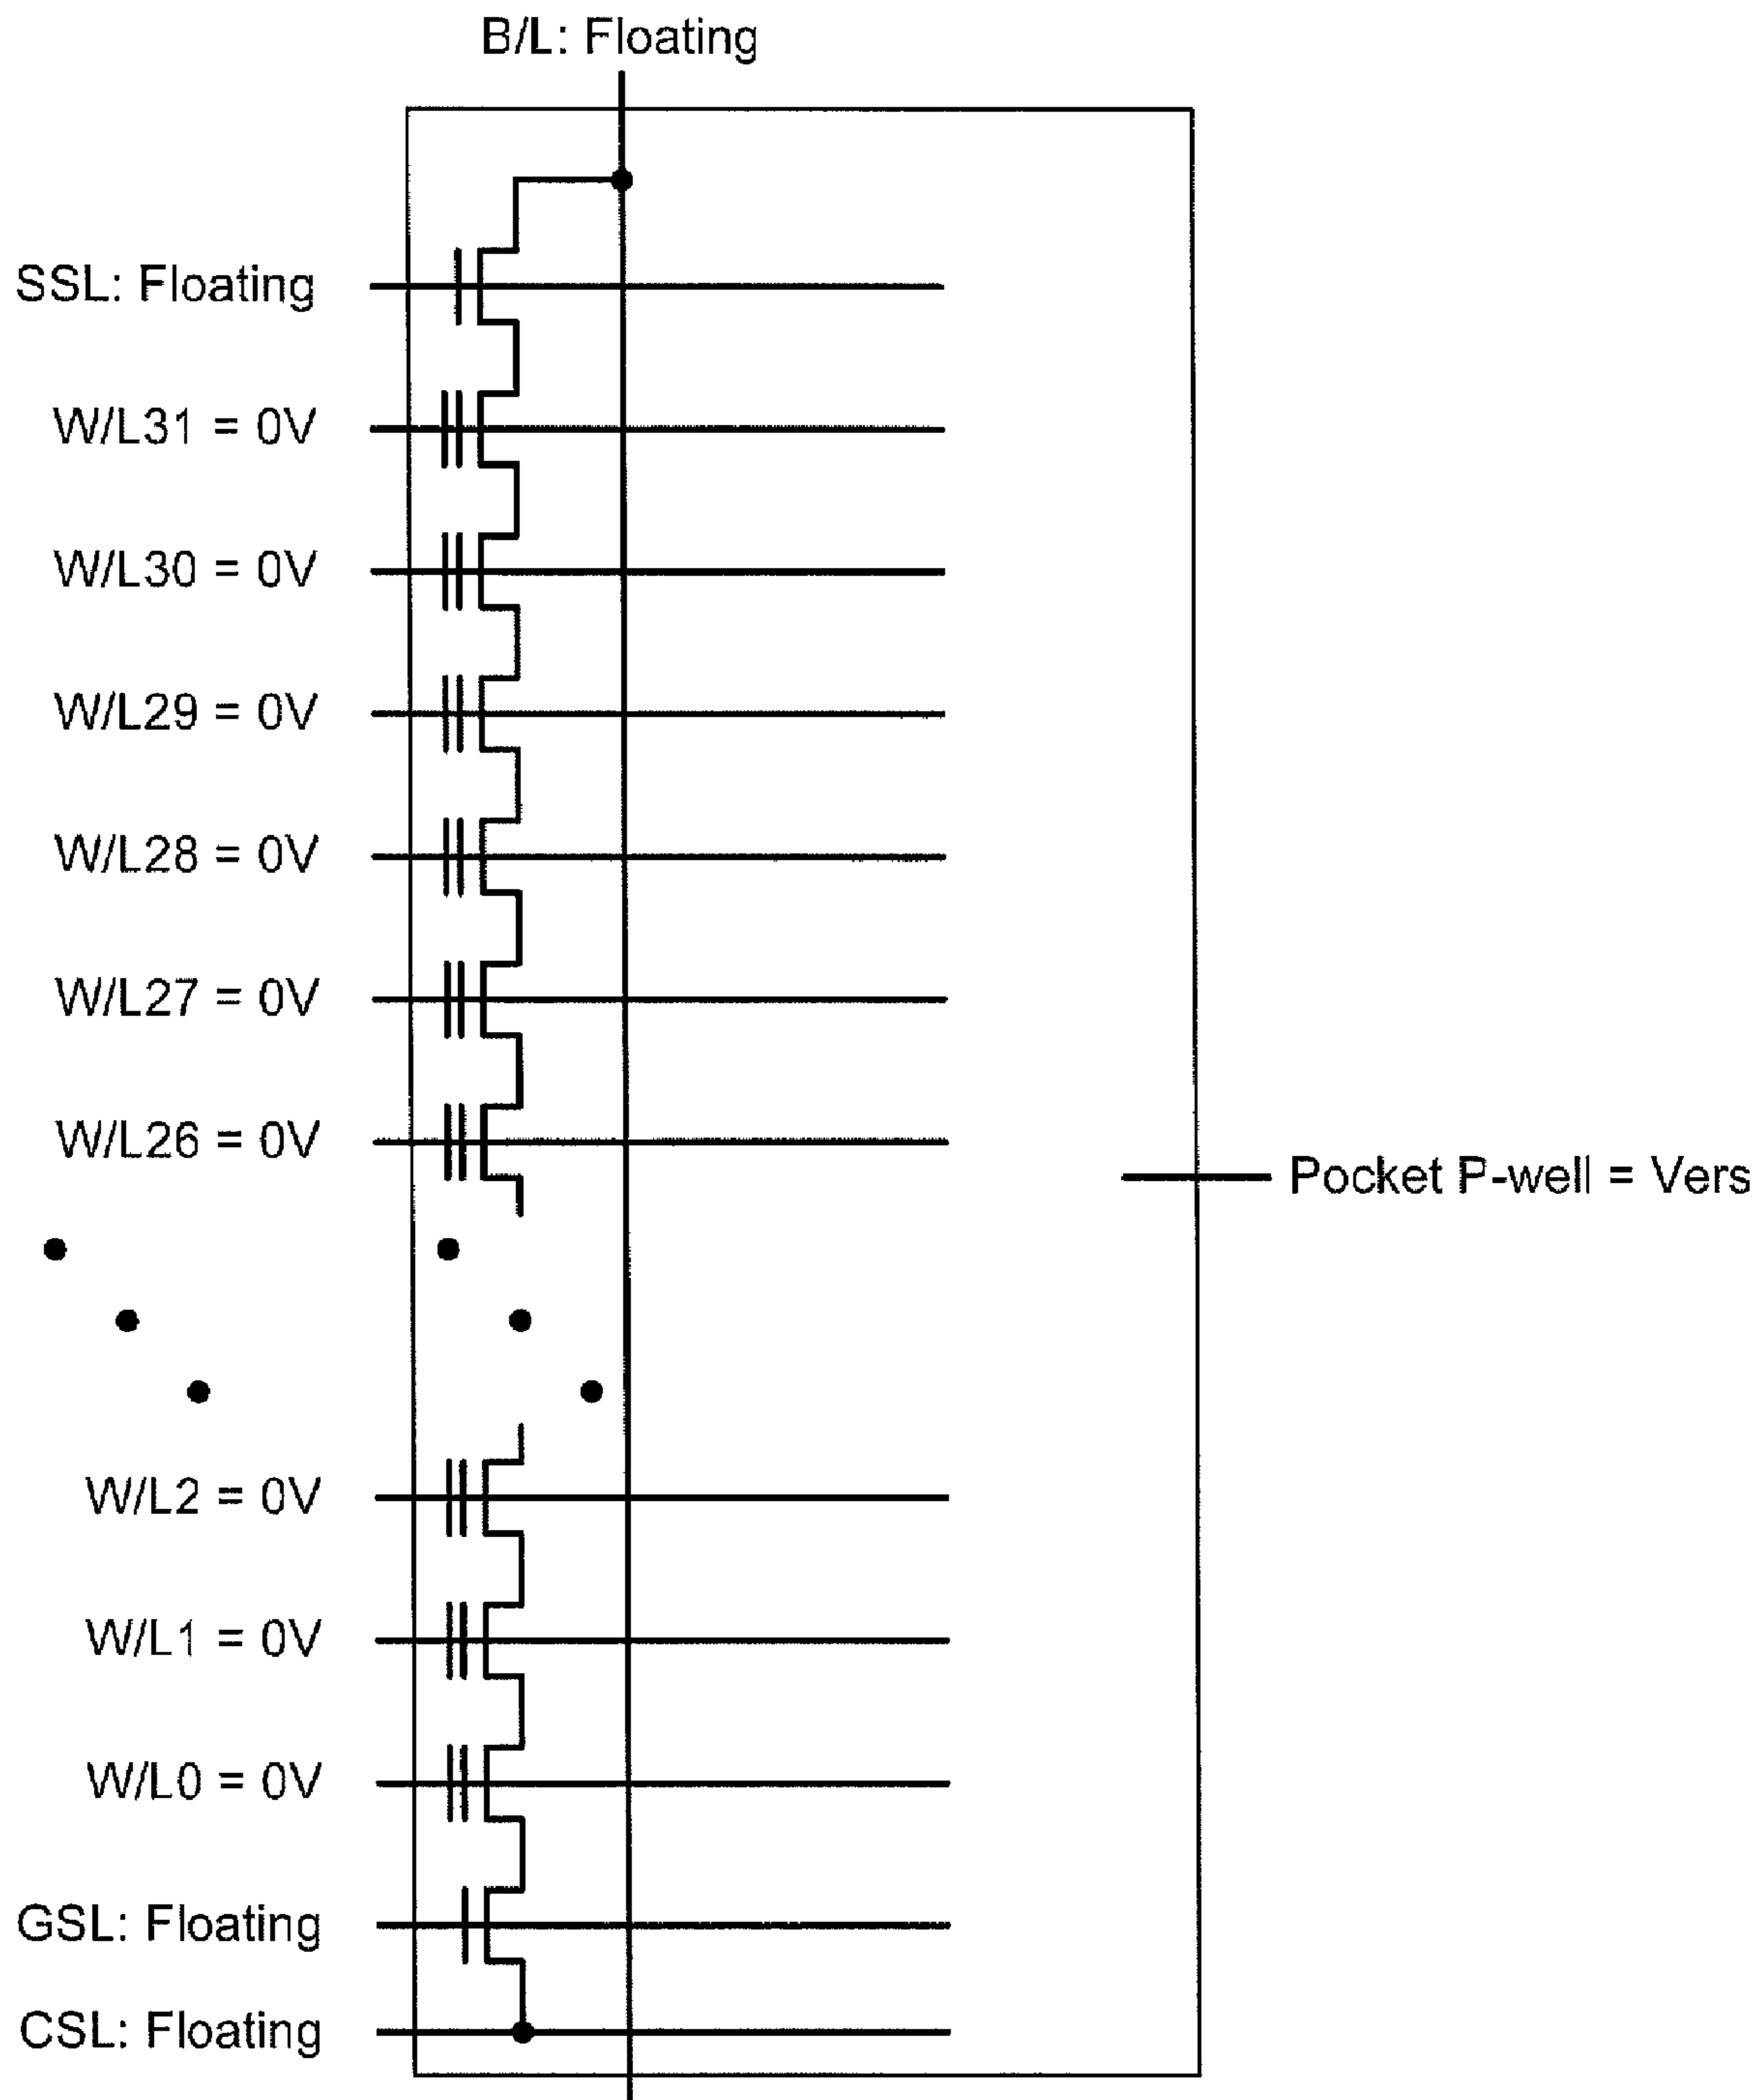 B/L: Floating
SSL: Floating
W/L31 = 0V
W/L30 = 0V
W/L29 = 0V
W/L28 = 0V
W/L27 = 0V
W/L26 = 0V
Pocket P-well = Vers
W/L2 = 0V
W/L1 = 0V
W/L0 = 0V
GSL: Floating
CSL: Floating